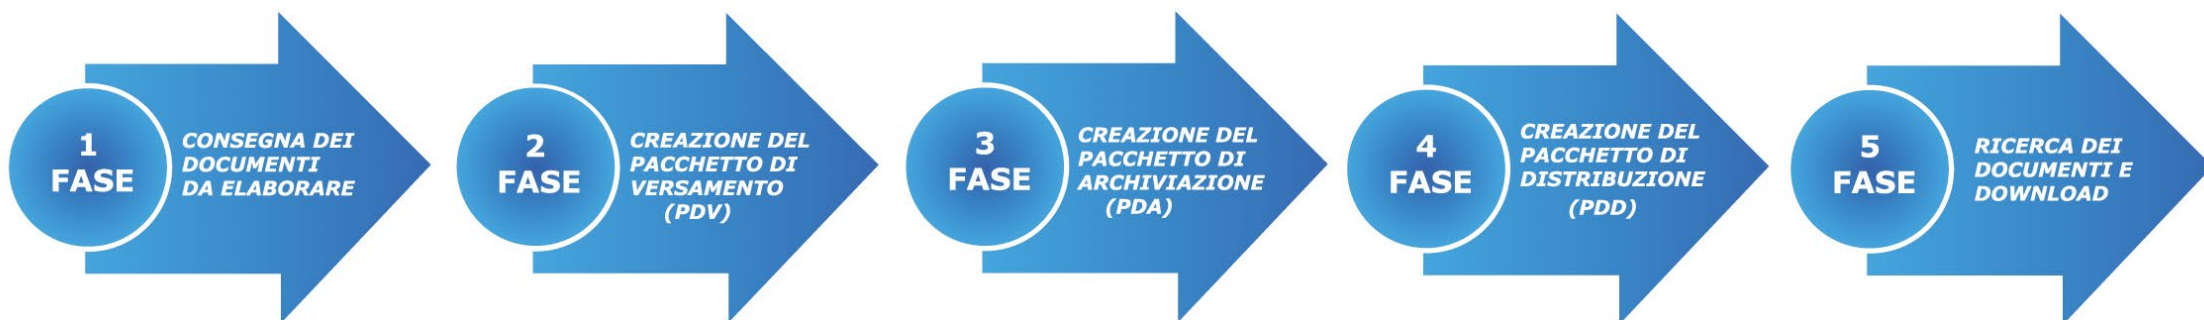 1
FASE
CONSEGNA DEI
DOCUMENTI
DA ELABORARE
2
FASE
CREAZIONE DEL
PACCHETTO DI
VERSAMENTO
(PDV)
3
FASE
CREAZIONE DEL
PACCHETTO DI
ARCHIVIAZIONE
(PDA)
4
FASE
CREAZIONE DEL
PACCHETTO DI
DISTRIBUZIONE
(PDD)
5
FASE
RICERCA DEI
DOCUMENTI E
DOWNLOAD